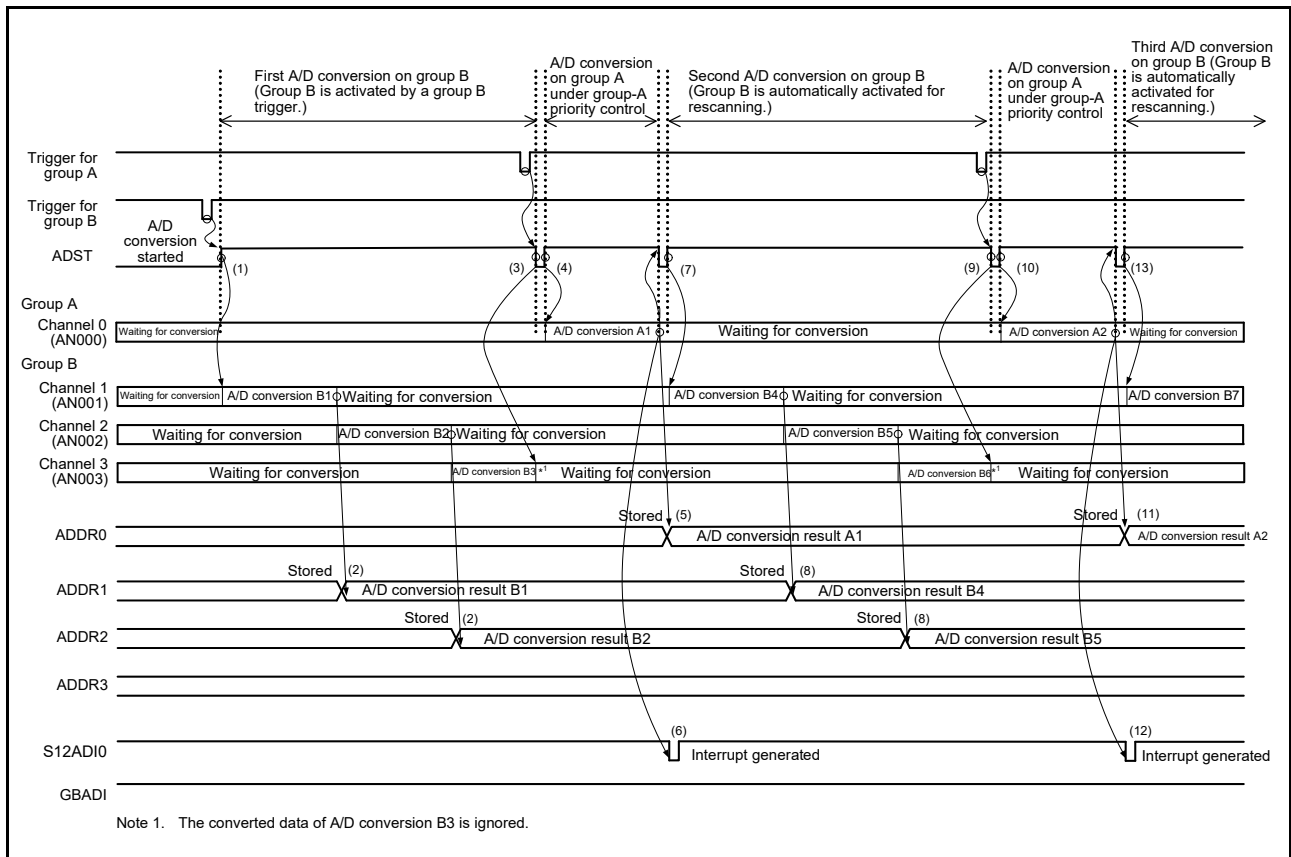 First A/D conversion on group B
(Group B is activated by a group B
trigger.)
A/D conversion
on group A
under group-A
priority control
Second A/D conversion on group B
(Group B is automatically activated for
rescanning.)
A/D conversion
on group A
under group-A
priority control
Third A/D conversion
on group B (Group B
is automatically
activated for
rescanning.)
Trigger for
group A
Trigger for
group B
A/D
conversion
started
ADST
(1)
(3)
(4)
(7)
(9)
(10)
(13)
Group A
Channel 0
(AN000)
Waiting for conversion
A/D conversion A1
Waiting for conversion
A/D conversion A2
Waiting for conversion
Group B
Channel 1
(AN001)
Waiting for conversion
A/D conversion B1
Waiting for conversion
A/D conversion B4
Waiting for conversion
A/D conversion B7
Channel 2
(AN002)
Waiting for conversion
A/D conversion B2
Waiting for conversion
A/D conversion B5
Waiting for conversion
Channel 3
(AN003)
Waiting for conversion
A/D conversion B3 *1
Waiting for conversion
A/D conversion B6*1
Waiting for conversion
ADDR0
Stored
(5)
A/D conversion result A1
Stored
(11)
A/D conversion result A2
ADDR1
Stored
(2)
A/D conversion result B1
Stored
(8)
A/D conversion result B4
ADDR2
Stored
(2)
A/D conversion result B2
Stored
(8)
A/D conversion result B5
ADDR3
S12ADI0
(6)
Interrupt generated
(12)
Interrupt generated
GBADI
Note 1. The converted data of A/D conversion B3 is ignored.